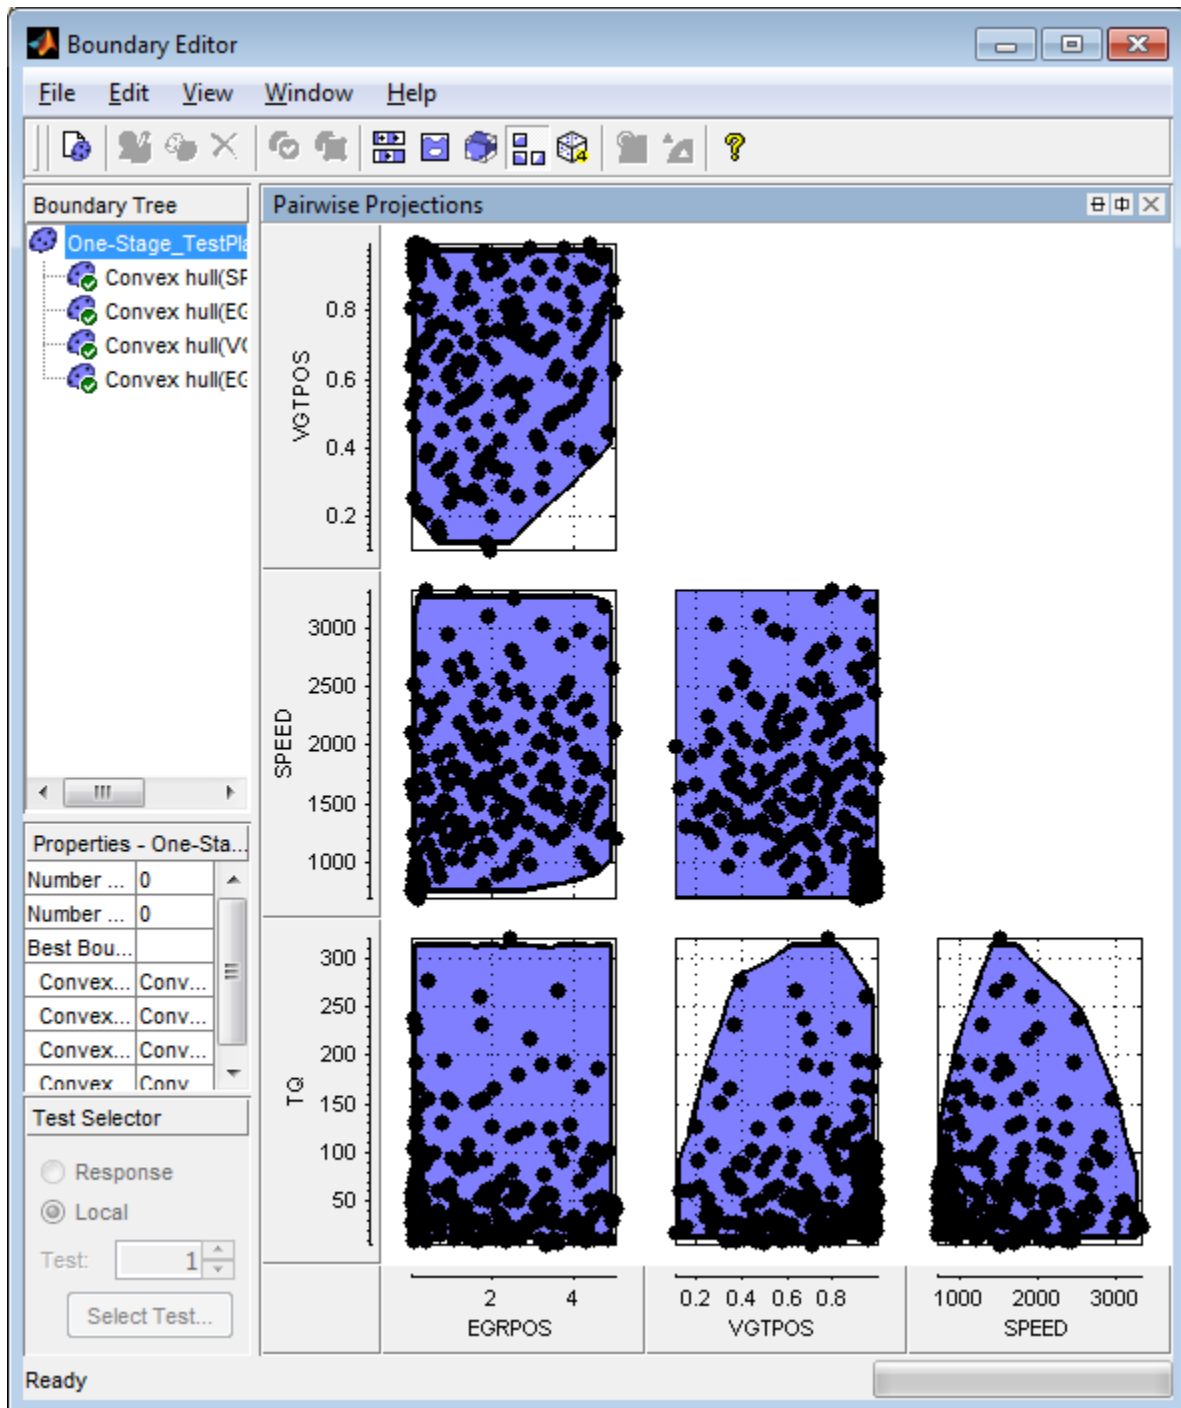 Boundary Editor
File Edit View Window Help
Boundary Tree
One-Stage_TestPla
Convex hull(SF
Convex hull(EG
Convex hull(VG
Convex hull(EG
Properties - One-Sta...
Number ... 0
Number ... 0
Best Bou...
Convex... Conv...
Convex... Conv...
Convex... Conv...
Convex Conv
Test Selector
Response
Local
Test: 1
Select Test...
Pairwise Projections
VGTPOS
0.8
0.6
0.4
0.2
SPEED
3000
2500
2000
1500
1000
TQ
300
250
200
150
100
50
2 4
EGRPOS
0.2 0.4 0.6 0.8
VGTPOS
1000 2000 3000
SPEED
Ready